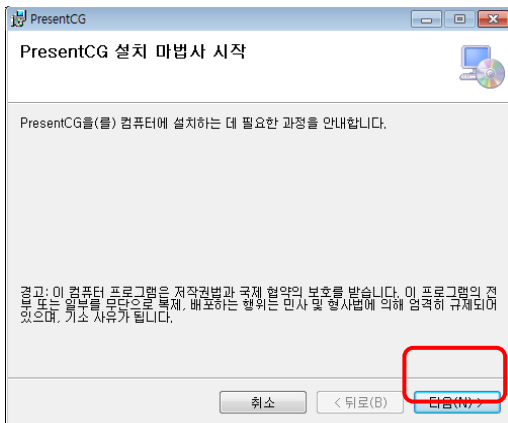 PresentCG
PresentCG 설치 마법사 시작
PresentCG을(를) 컴퓨터에 설치하는 데 필요한 과정을 안내합니다.
경고: 이 컴퓨터 프로그램은 저작권법과 국제 협약의 보호를 받습니다. 이 프로그램의 전
부 또는 일부를 무단으로 복제, 배포하는 행위는 민사 및 형사법에 의해 엄격히 규제되어
있으며, 기소 사유가 됩니다.
취소
< 뒤로(B)
다음(N) >